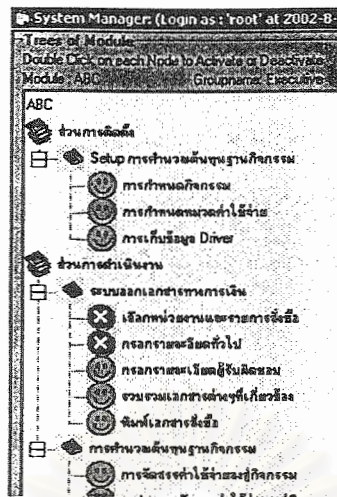 System Manager: (Login as : 'root' at 2002-8-
Trees of Module
Double Click on each Node to Activate or Deactivate
Module : ABC Groupname: Executive
ABC
ส่วนการติดตั้ง
Setup การคำนวณต้นทุนฐานกิจกรรม
การกำหนดกิจกรรม
การกำหนดหมวดค่าใช้จ่าย
การเก็บข้อมูล Driver
ส่วนการดำเนินงาน
ระบบออกเอกสารทางการเงิน
เลือกหน่วยงานและรายการสั่งซื้อ
กรอกรายละเอียดทั่วไป
กรอกรายละเอียดผู้รับผิดชอบ
รวบรวมเอกสารต่างๆที่เกี่ยวข้อง
พิมพ์เอกสารสั่งซื้อ
การคำนวณต้นทุนฐานกิจกรรม
การจัดสรรค่าใช้จ่ายลงสู่กิจกรรม